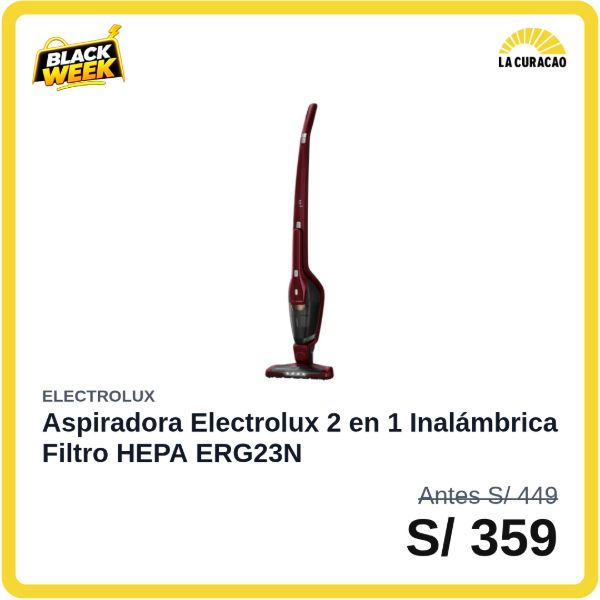 BLACK
WEEK
LA CURACAO
ELECTROLUX
Aspiradora Electrolux 2 en 1 Inalámbrica
Filtro HEPA ERG23N
Antes S/ 449
S/ 359